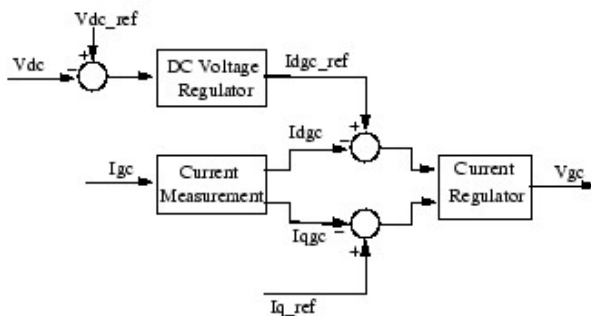 Vdc_ref
+
Vdc
−
DC Voltage
Regulator
Idgc_ref
+
−
Idgc
Igc
Current
Measurement
Current
Regulator
Vgc
Iqgc
−
+
Iq_ref